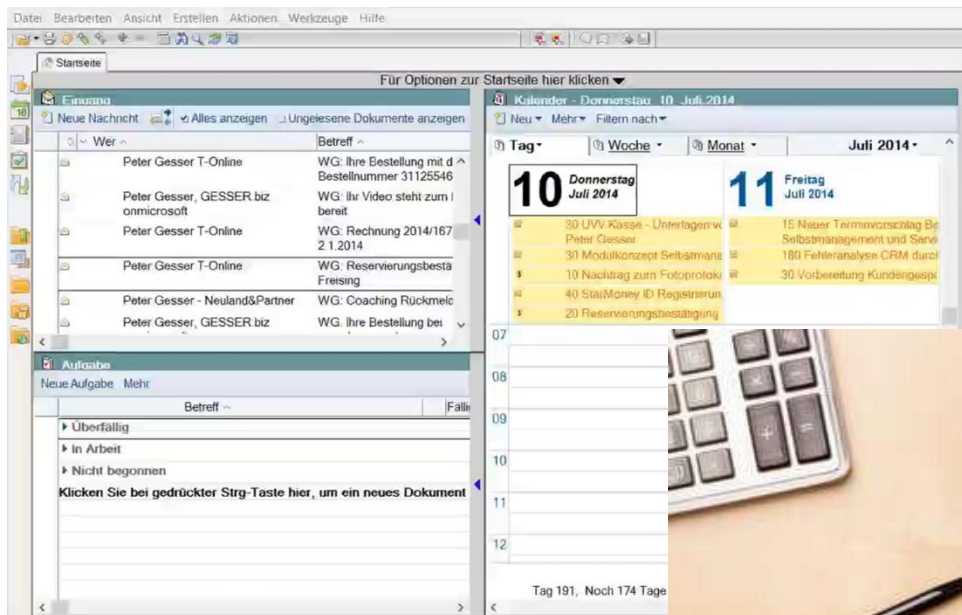 Datei Bearbeiten Ansicht Erstellen Aktionen Werkzeuge Hilfe
Startseite
Für Optionen zur Startseite hier klicken
Eingang
Neue Nachricht Alles anzeigen Ungelesene Dokumente anzeigen
Wer Betreff
Peter Gesser T-Online WG: Ihre Bestellung mit d
Bestellnummer 31125546
Peter Gesser, GESSER.biz WG: Ihr Video steht zum
onmicrosoft bereit
Peter Gesser T-Online WG: Rechnung 2014/167
2.1.2014
Peter Gesser T-Online WG: Reservierungsbestä
Freising
Peter Gesser - Neuland&Partner WG: Coaching Rückmeld
Peter Gesser, GESSER.biz WG: Ihre Bestellung bei
Aufgabe
Neue Aufgabe Mehr
Betreff Fällig
Überfällig
In Arbeit
Nicht begonnen
Klicken Sie bei gedrückter Strg-Taste hier, um ein neues Dokument
Kalender - Donnerstag 10. Juli 2014
Neu Mehr Filtern nach
Tag Woche Monat Juli 2014
10 Donnerstag
Juli 2014
11 Freitag
Juli 2014
30 UVV Kasse - Unterlagen
Peter Gesser
30 Modulkonzept Selbstmana
10 Nachtrag zum Fotoprotok
40 StarMoney ID Registrierun
20 Reservierungsbestätigung
15 Neuer Terminvorschlag Be
Selbstmanagement und Servi
180 Fehleranalyse CRM durc
30 Vorbereitung Kundengesp
07
08
09
10
11
12
Tag 191, Noch 174 Tage